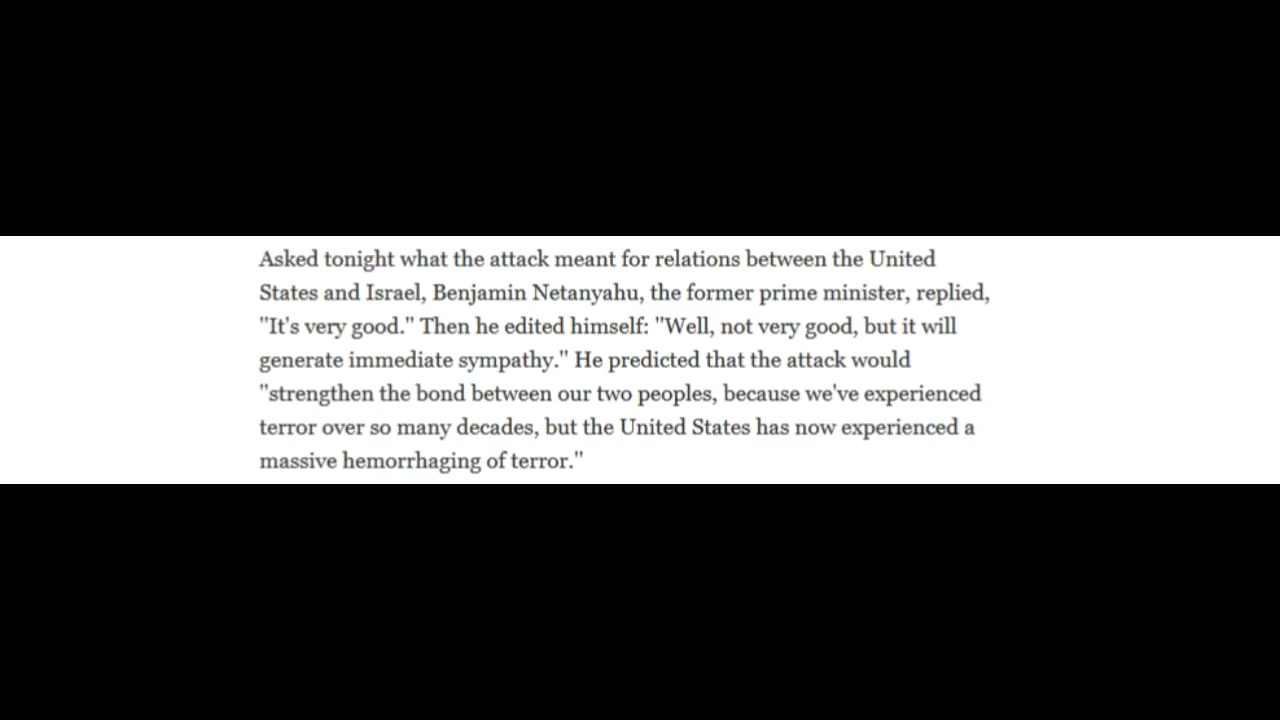 Asked tonight what the attack meant for relations between the United
States and Israel, Benjamin Netanyahu, the former prime minister, replied,
"It's very good." Then he edited himself: "Well, not very good, but it will
generate immediate sympathy." He predicted that the attack would
"strengthen the bond between our two peoples, because we've experienced
terror over so many decades, but the United States has now experienced a
massive hemorrhaging of terror."